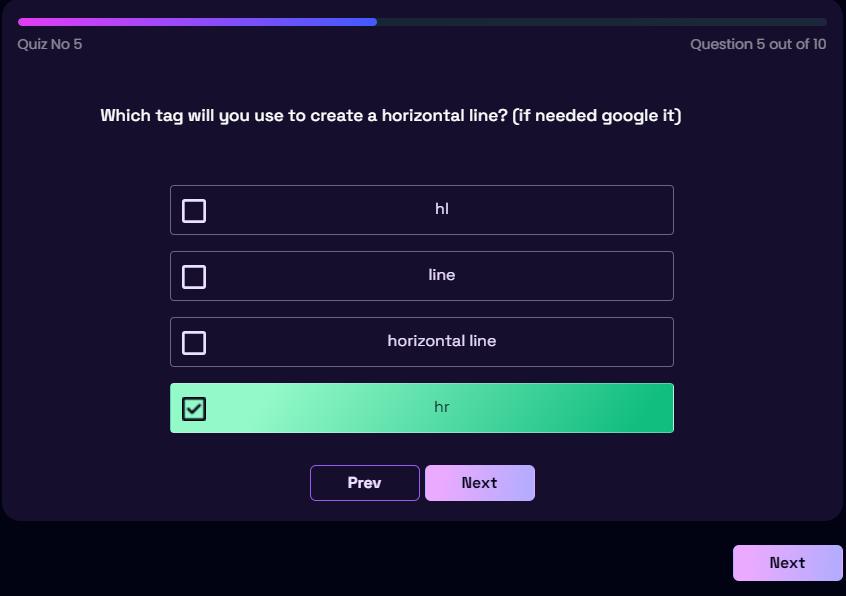 Quiz No 5
Question 5 out of 10
Which tag will you use to create a horizontal line? (if needed google it)
hl
line
horizontal line
hr
Prev
Next
Next